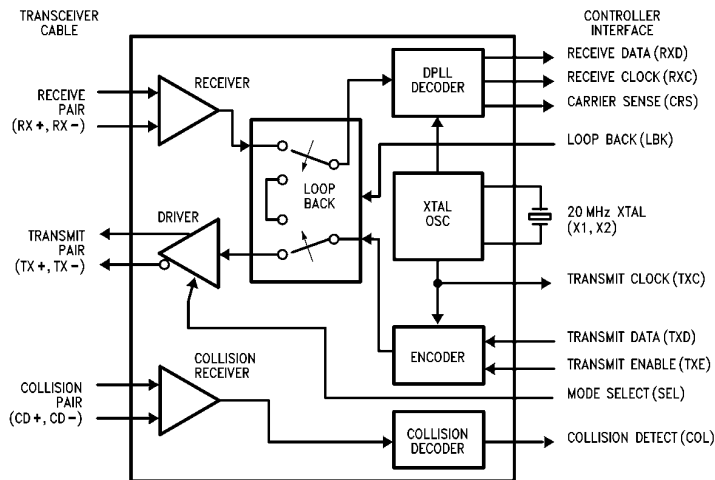 TRANSCEIVER
CABLE
CONTROLLER
INTERFACE
RECEIVE
PAIR
(RX+, RX-)
RECEIVER
DPLL
DECODER
RECEIVE DATA (RXD)
RECEIVE CLOCK (RXC)
CARRIER SENSE (CRS)
LOOP BACK (LBK)
LOOP
BACK
XTAL
OSC
20 MHz XTAL
(X1, X2)
DRIVER
TRANSMIT
PAIR
(TX+, TX-)
TRANSMIT CLOCK (TXC)
ENCODER
TRANSMIT DATA (TXD)
TRANSMIT ENABLE (TXE)
MODE SELECT (SEL)
COLLISION
RECEIVER
COLLISION
PAIR
(CD+, CD-)
COLLISION
DECODER
COLLISION DETECT (COL)